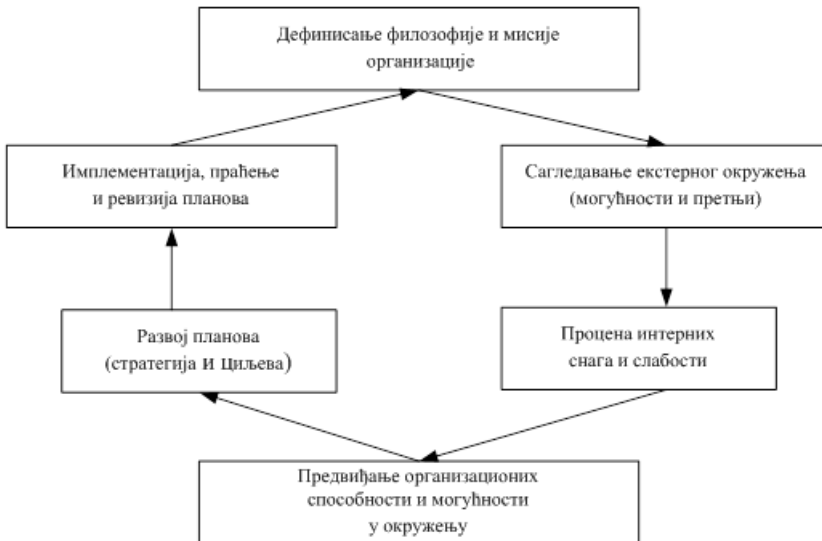 Дефинисање филозофије и мисије
организације
Имплементација, праћење
и ревизија планова
Сагледавање екстерног окружења
(могућности и претњи)
Развој планова
(стратегија и циљева)
Процена интерних
снага и слабости
Предвиђање организационих
способности и могућности
у окружењу